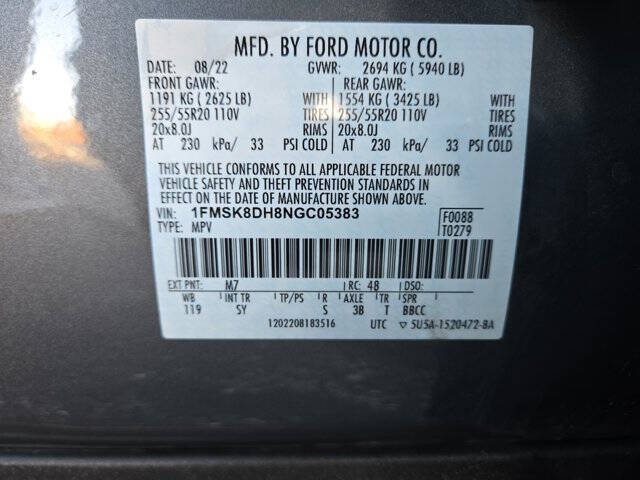 MFD. BY FORD MOTOR CO.
DATE: 08/22 GVWR: 2694 KG ( 5940 LB)
FRONT GAWR: REAR GAWR:
1191 KG ( 2625 LB) WITH 1554 KG ( 3425 LB) WITH
255/55R20 110V TIRES 255/55R20 110V TIRES
20x8.0J RIMS 20x8.0J RIMS
AT 230 kPa/ 33 PSI COLD AT 230 kPa/ 33 PSI COLD
THIS VEHICLE CONFORMS TO ALL APPLICABLE FEDERAL MOTOR
VEHICLE SAFETY AND THEFT PREVENTION STANDARDS IN
EFFECT ON THE DATE OF MANUFACTURE SHOWN ABOVE.
VIN: 1FMSK8DH8NGC05383 F0088
TYPE: MPV T0279
EXT PNT: M7 RC: 48 DSO:
WB INT TR TP/PS R AXLE TR SPR
119 SY S 3B T BBCC
1202208183516 UTC ▽ 5U5A-1520472-BA